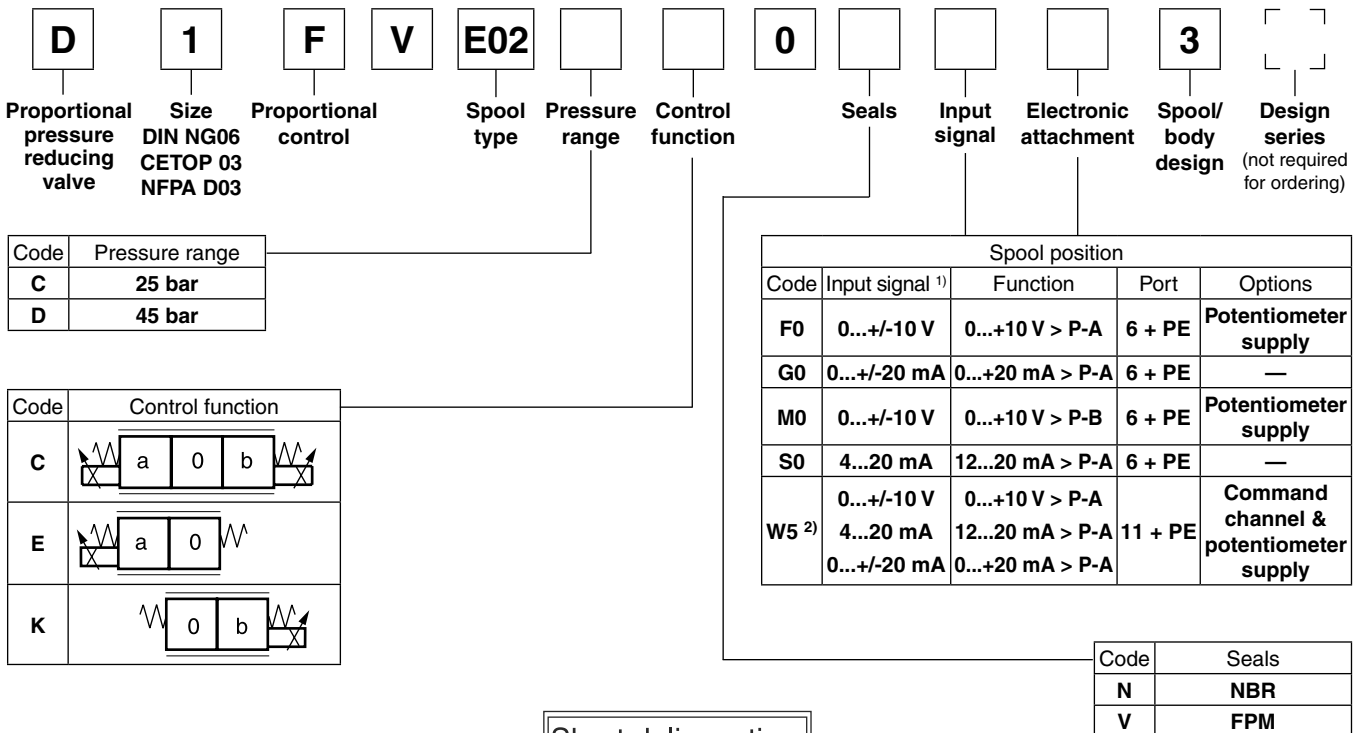 D 1 F V E02 0 3
Proportional pressure reducing valve
Size DIN NG06 CETOP 03 NFPA D03
Proportional control
Spool type
Pressure range
Control function
Seals
Input signal
Electronic attachment
Spool/ body design
Design series (not required for ordering)
Code Pressure range
C 25 bar
D 45 bar
Code Control function
C a 0 b
E a 0
K 0 b
Spool position
Code Input signal 1) Function Port Options
F0 0...+/-10 V 0...+10 V > P-A 6 + PE Potentiometer supply
G0 0...+/-20 mA 0...+20 mA > P-A 6 + PE —
M0 0...+/-10 V 0...+10 V > P-B 6 + PE Potentiometer supply
S0 4...20 mA 12...20 mA > P-A 6 + PE —
W5 2) 0...+/-10 V 0...+10 V > P-A 11 + PE Command channel & potentiometer supply
4...20 mA 12...20 mA > P-A
0...+/-20 mA 0...+20 mA > P-A
Code Seals
N NBR
V FPM